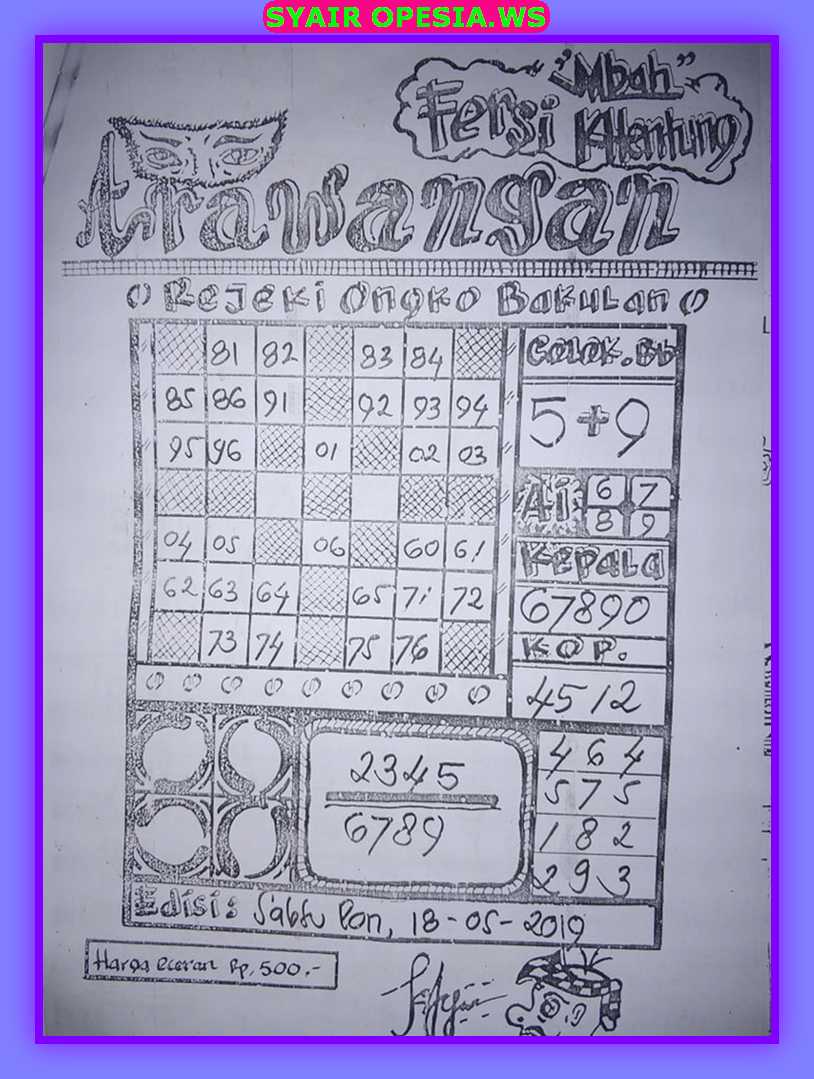 SYAIR OPESIA.WS
"Mbah"
Fersi KHentung
Arawangan
Rejeki Ongko Bakulan
81 82 83 84
85 86 91 92 93 94
95 96 01 02 03
04 05 06 60 61
62 63 64 65 71 72
73 74 75 76
COLOK.Bb
5+9
Ai 6 7
8 9
KEPALA
67890
KOP.
4512
2345
6789
4 6 4
5 7 5
1 8 2
2 9 3
Edisi: Sabtu Pon, 18-05-2019
Harga eceran Rp, 500.-